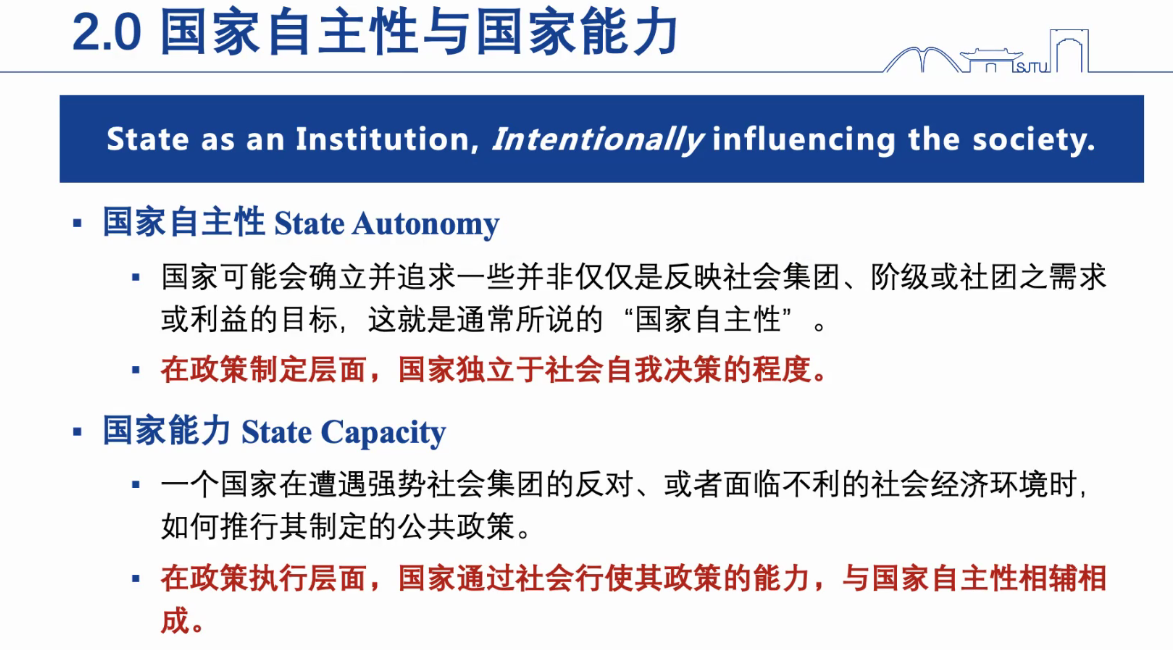 2.0 国家自主性与国家能力
SJTU
State as an Institution, Intentionally influencing the society.
▪ 国家自主性 State Autonomy
▪ 国家可能会确立并追求一些并非仅仅是反映社会集团、阶级或社团之需求
或利益的目标，这就是通常所说的“国家自主性”。
▪ 在政策制定层面，国家独立于社会自我决策的程度。
▪ 国家能力 State Capacity
▪ 一个国家在遭遇强势社会集团的反对、或者面临不利的社会经济环境时，
如何推行其制定的公共政策。
▪ 在政策执行层面，国家通过社会行使其政策的能力，与国家自主性相辅相
成。